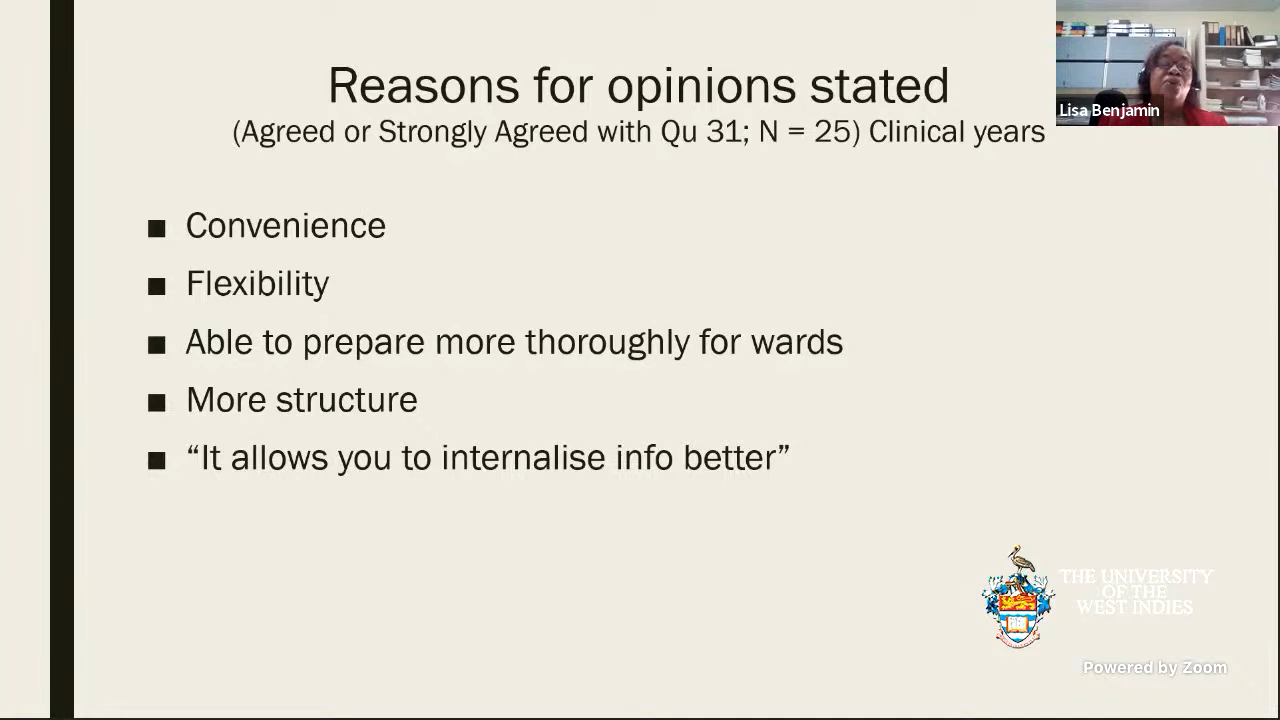 Reasons for opinions stated
(Agreed or Strongly Agreed with Qu 31; N = 25) Clinical years
Lisa Benjamin
■ Convenience
■ Flexibility
■ Able to prepare more thoroughly for wards
■ More structure
■ “It allows you to internalise info better”
THE UNIVERSITY
OF THE
WEST INDIES
Powered by Zoom